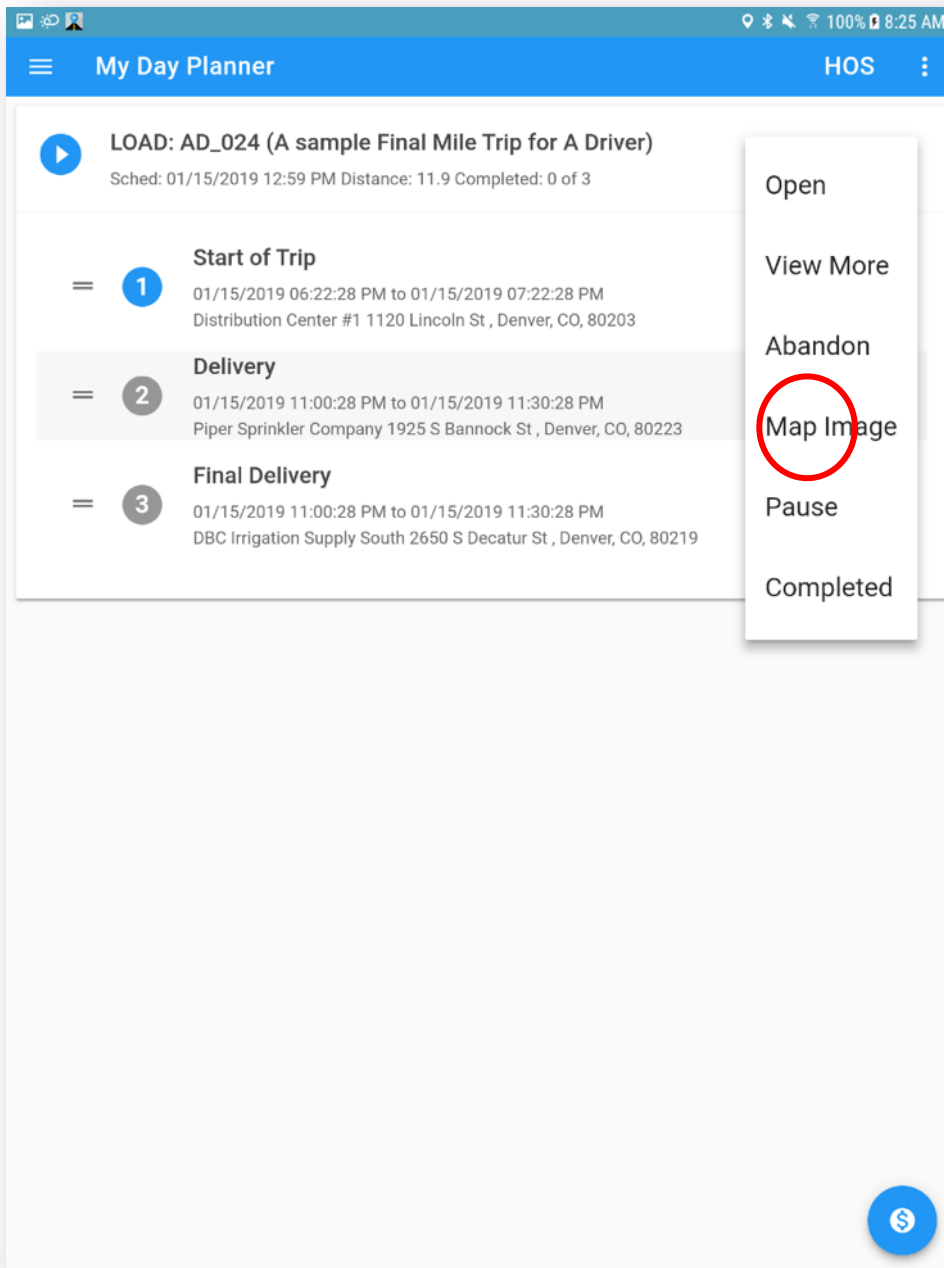 100% 8:25 AM
My Day Planner HOS
LOAD: AD_024 (A sample Final Mile Trip for A Driver)
Sched: 01/15/2019 12:59 PM Distance: 11.9 Completed: 0 of 3
1
Start of Trip
01/15/2019 06:22:28 PM to 01/15/2019 07:22:28 PM
Distribution Center #1 1120 Lincoln St , Denver, CO, 80203
2
Delivery
01/15/2019 11:00:28 PM to 01/15/2019 11:30:28 PM
Piper Sprinkler Company 1925 S Bannock St , Denver, CO, 80223
3
Final Delivery
01/15/2019 11:00:28 PM to 01/15/2019 11:30:28 PM
DBC Irrigation Supply South 2650 S Decatur St , Denver, CO, 80219
Open
View More
Abandon
Map Image
Pause
Completed
$